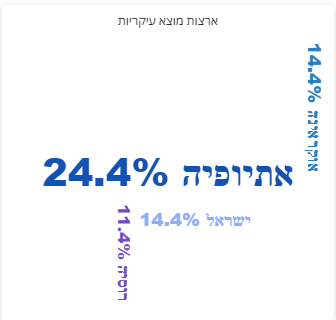 ארצות מוצא עיקריות
אוקראינה 14.4%
אתיופיה 24.4%
ישראל 14.4%
רוסיה 11.4%